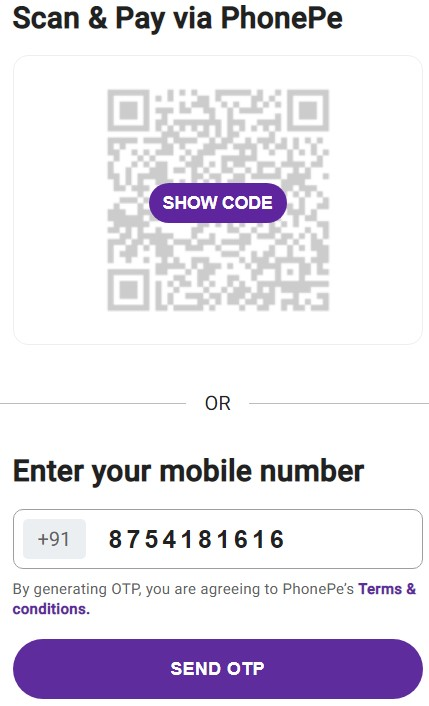 Scan & Pay via PhonePe
SHOW CODE
OR
Enter your mobile number
+91 8754181616
By generating OTP, you are agreeing to PhonePe's Terms &
conditions.
SEND OTP